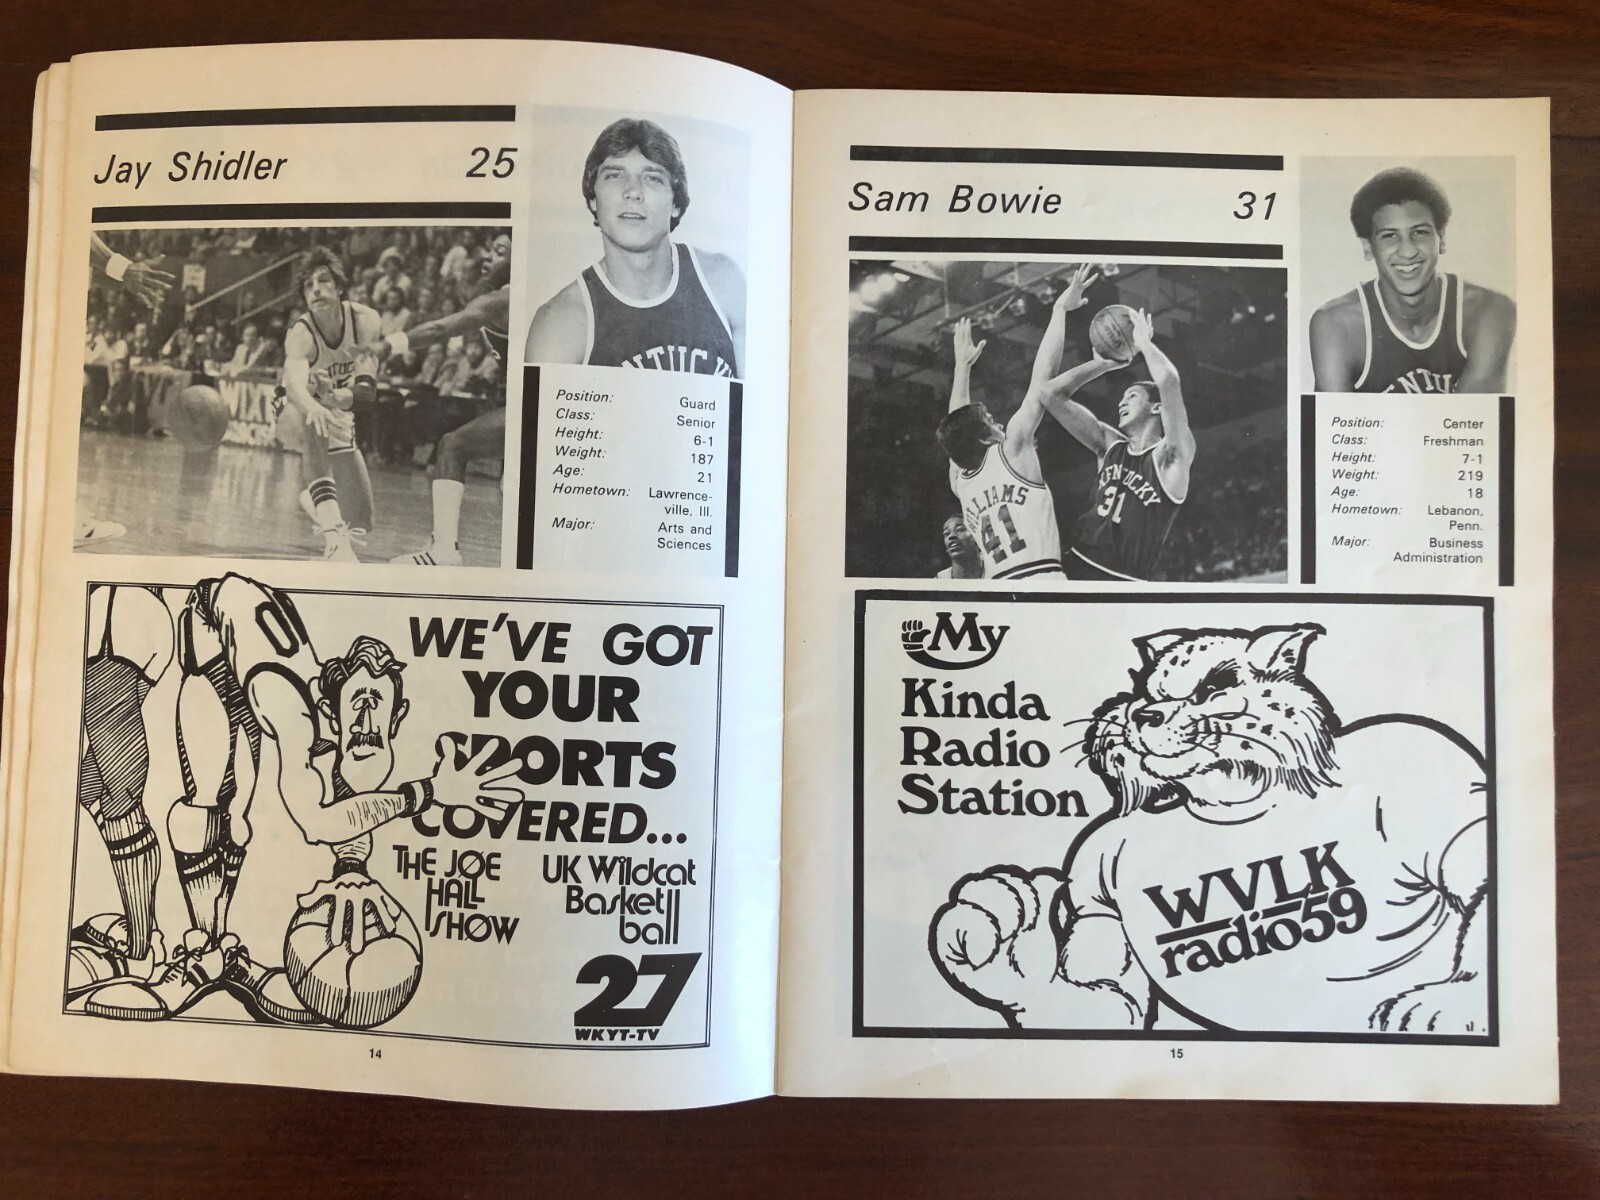 Jay Shidler 25
Position: Guard
Class: Senior
Height: 6-1
Weight: 187
Age: 21
Hometown: Lawrence-
ville, Ill.
Major: Arts and
Sciences
WE'VE GOT
YOUR
SPORTS
COVERED...
THE JOE
HALL
SHOW
UK Wildcat
Basket
ball
27
WKYT-TV
14
Sam Bowie 31
WILLIAMS
41
KENTUCKY
31
Position: Center
Class: Freshman
Height: 7-1
Weight: 219
Age: 18
Hometown: Lebanon,
Penn.
Major: Business
Administration
My
Kinda
Radio
Station
WVLK
radio59
15